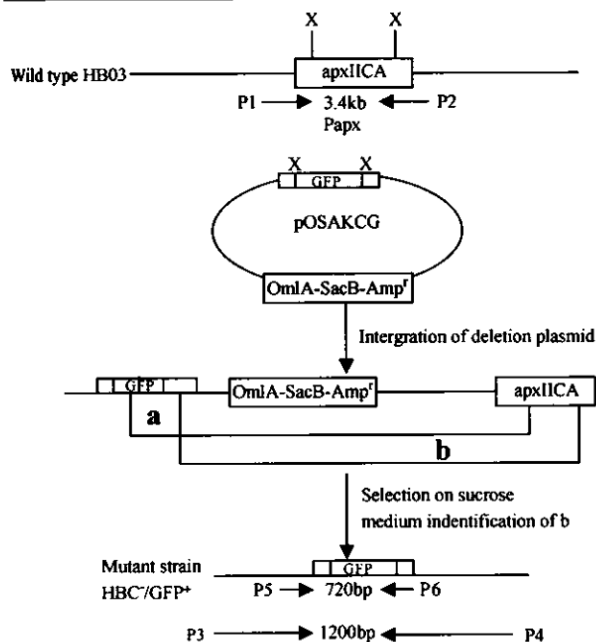 X X
Wild type HB03 apxIICA
P1 3.4kb P2
Papx
X X
GFP
pOSAKCG
OmlA-SacB-Ampʳ
Intergration of deletion plasmid
GFP OmlA-SacB-Ampʳ apxIICA
a
b
Selection on sucrose
medium indentification of b
Mutant strain GFP
HBC⁻/GFP⁺ P5 720bp P6
P3 1200bp P4